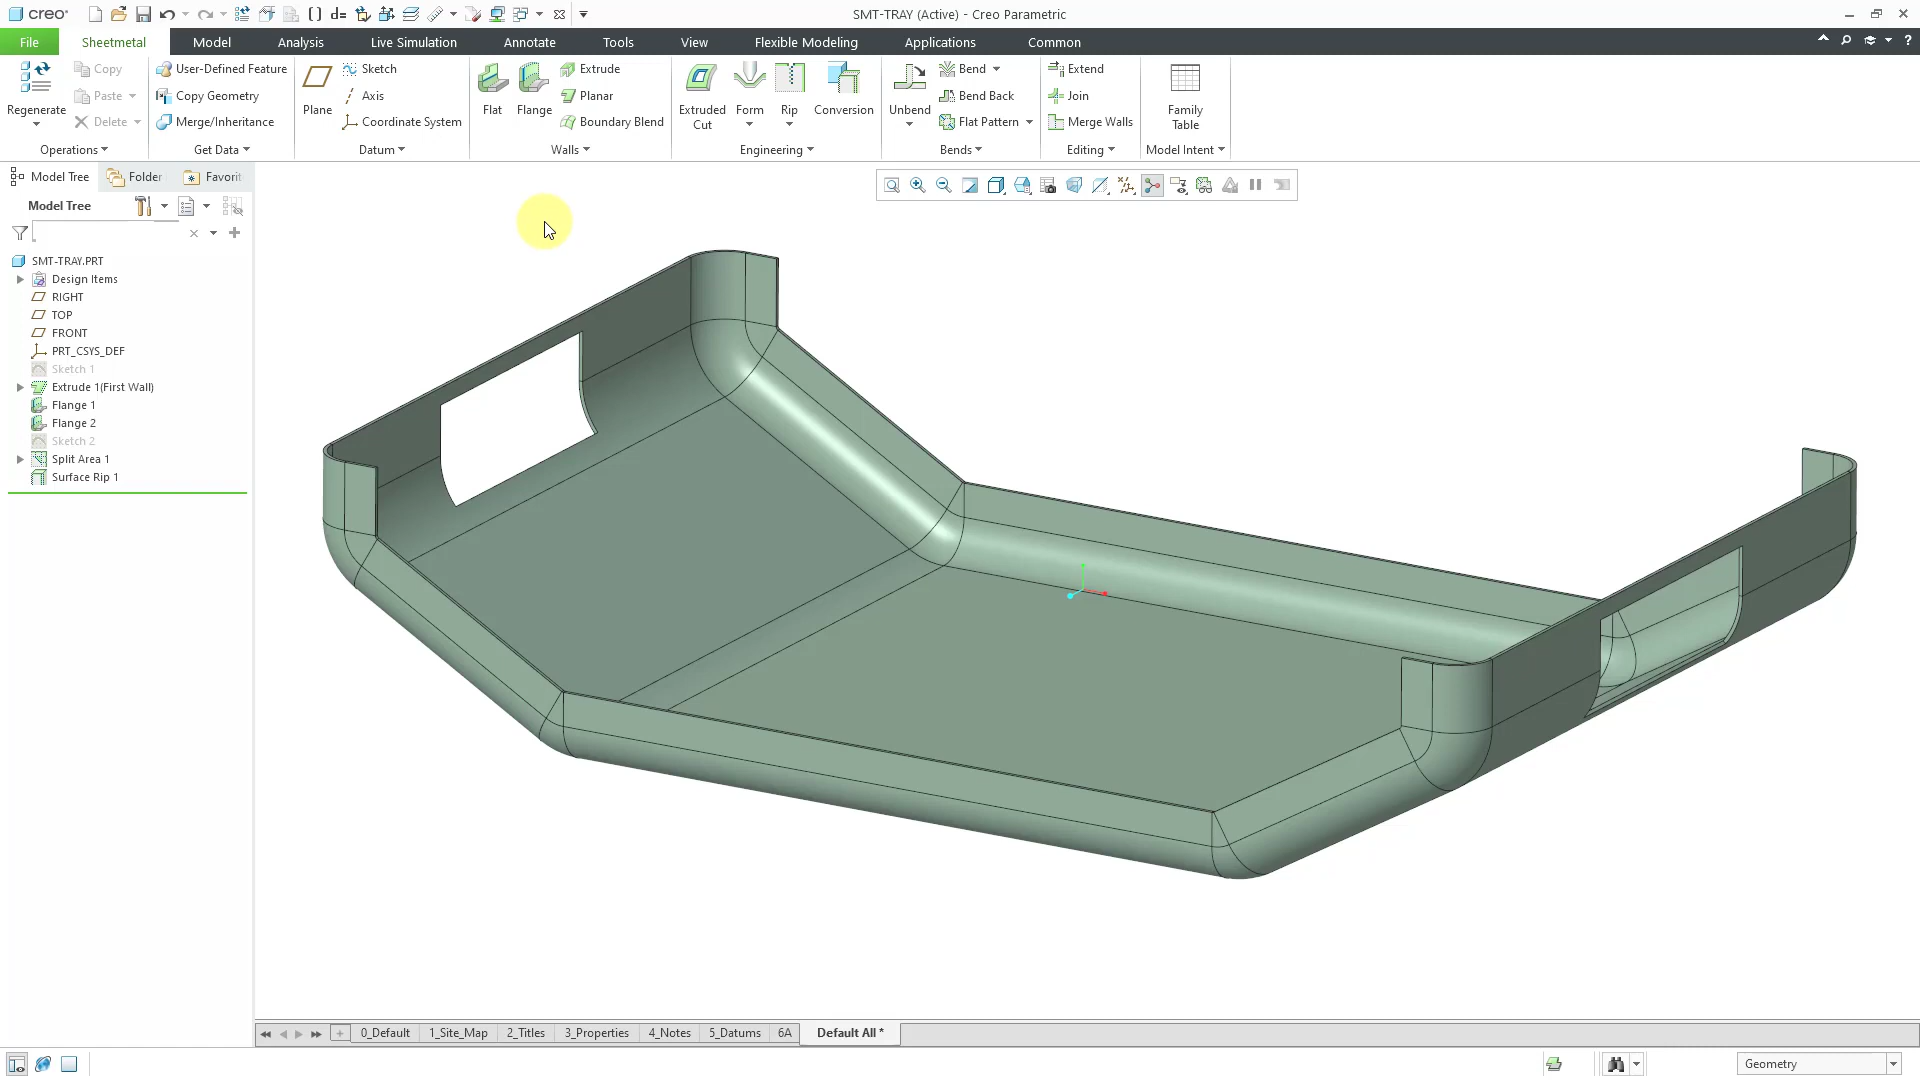 creo
SMT-TRAY (Active) - Creo Parametric
File Sheetmetal Model Analysis Live Simulation Annotate Tools View Flexible Modeling Applications Common
Regenerate
Copy
Paste
Delete
Operations
User-Defined Feature
Copy Geometry
Merge/Inheritance
Get Data
Plane
Sketch
Axis
Coordinate System
Datum
Flat
Flange
Extrude
Planar
Boundary Blend
Walls
Extruded
Cut
Form
Rip
Conversion
Engineering
Unbend
Bend
Bend Back
Flat Pattern
Bends
Extend
Join
Merge Walls
Editing
Family
Table
Model Intent
Model Tree Folder Favorit
Model Tree
SMT-TRAY.PRT
Design Items
RIGHT
TOP
FRONT
PRT_CSYS_DEF
Sketch 1
Extrude 1(First Wall)
Flange 1
Flange 2
Sketch 2
Split Area 1
Surface Rip 1
0_Default 1_Site_Map 2_Titles 3_Properties 4_Notes 5_Datums 6A Default All *
Geometry